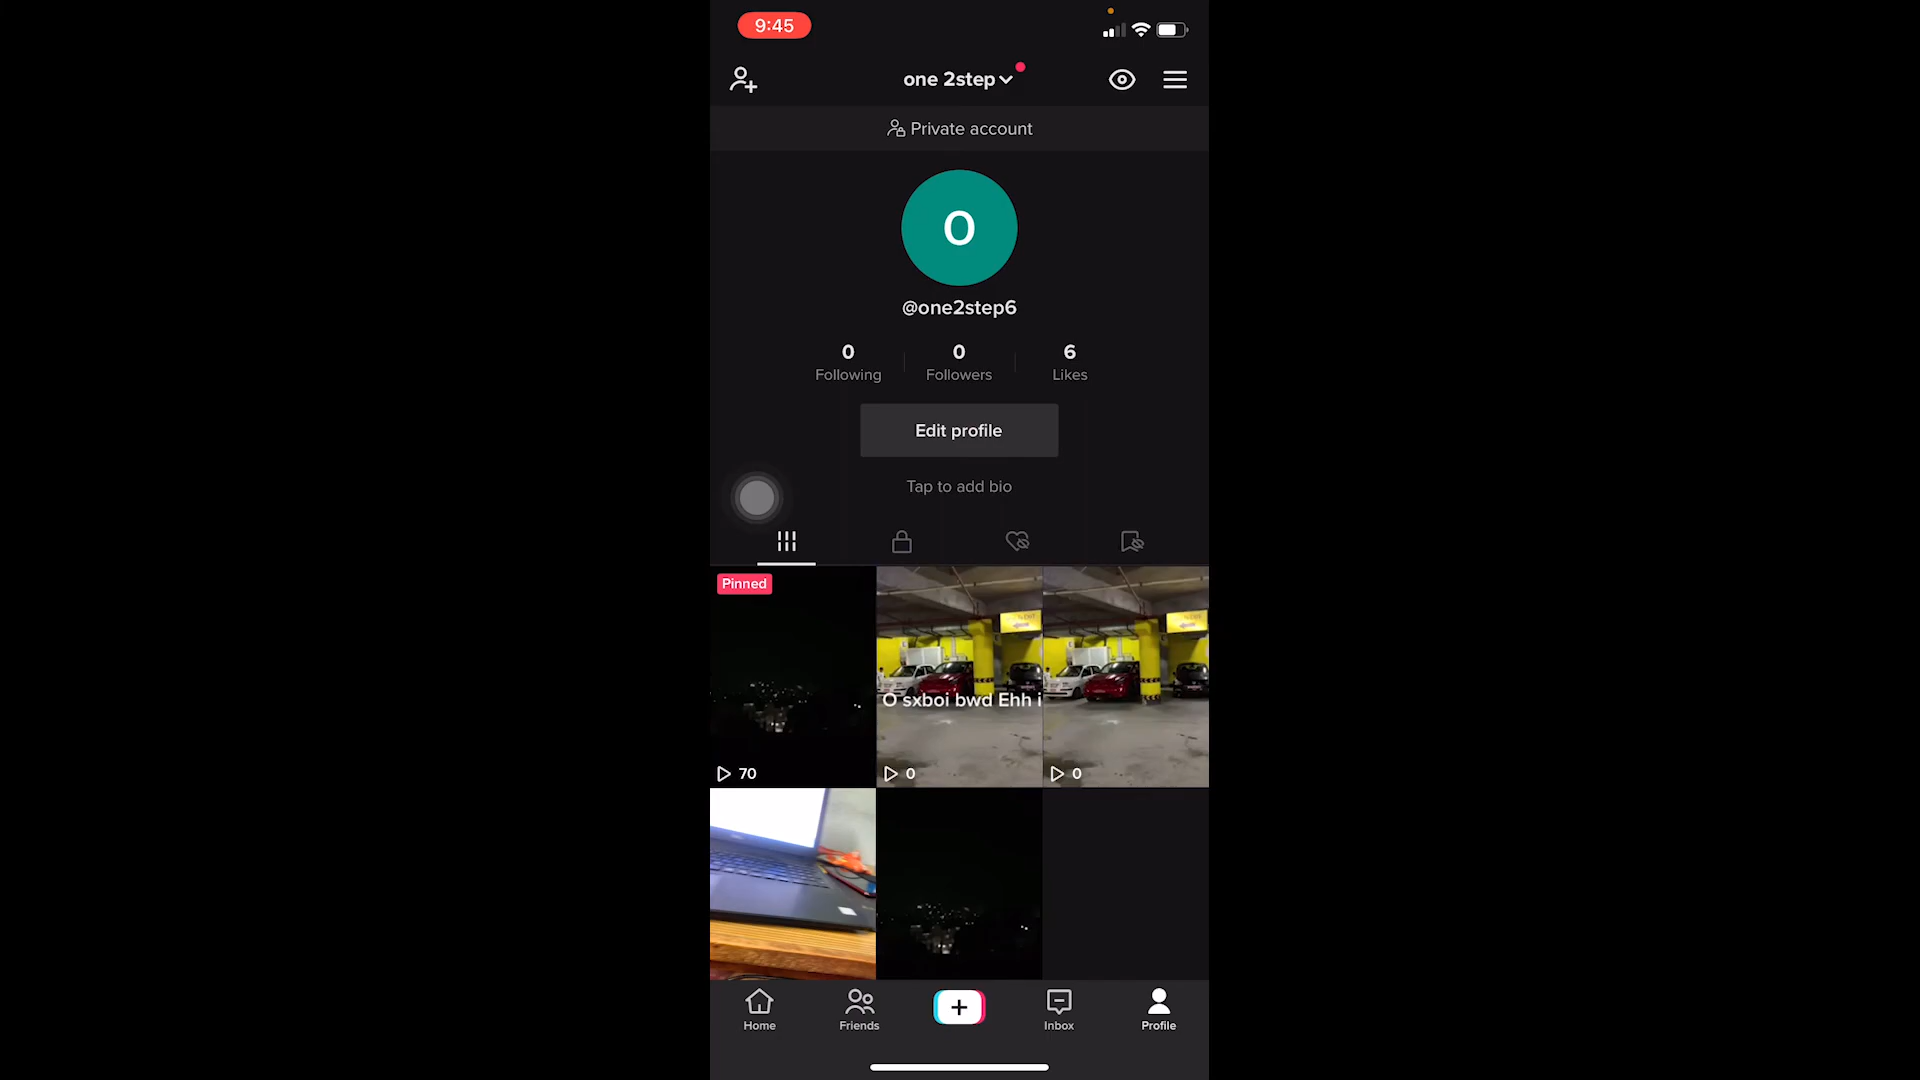 9:45
one 2step
Private account
O
@one2step6
0 0 6
Following Followers Likes
Edit profile
Tap to add bio
Pinned
O sxboi bwd Ehh i
70 0 0
Home Friends Inbox Profile